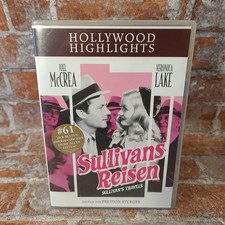 HOLLYWOOD
HIGHLIGHTS
JOEL
McCREA
VERONICA
LAKE
#61
Sullivans
Reisen
SULLIVAN'S TRAVELS
PRESTON STURGES